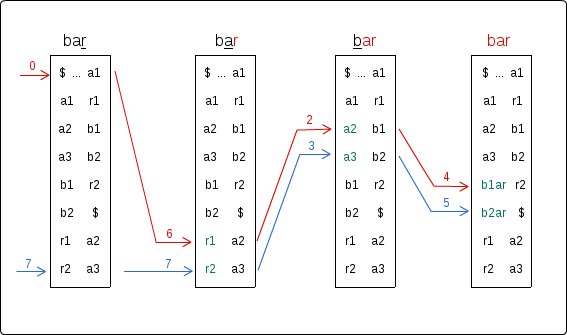 bar bar bar bar
0 $ ... a1 $ ... a1 $ ... a1 $ ... a1
a1 r1 a1 r1 a1 r1 a1 r1
a2 b1 a2 b1 2 a2 b1 a2 b1
a3 b2 a3 b2 3 a3 b2 a3 b2
b1 r2 b1 r2 b1 r2 4 b1ar r2
b2 $ b2 $ b2 $ 5 b2ar $
r1 a2 6 r1 a2 r1 a2 r1 a2
7 r2 a3 7 r2 a3 r2 a3 r2 a3